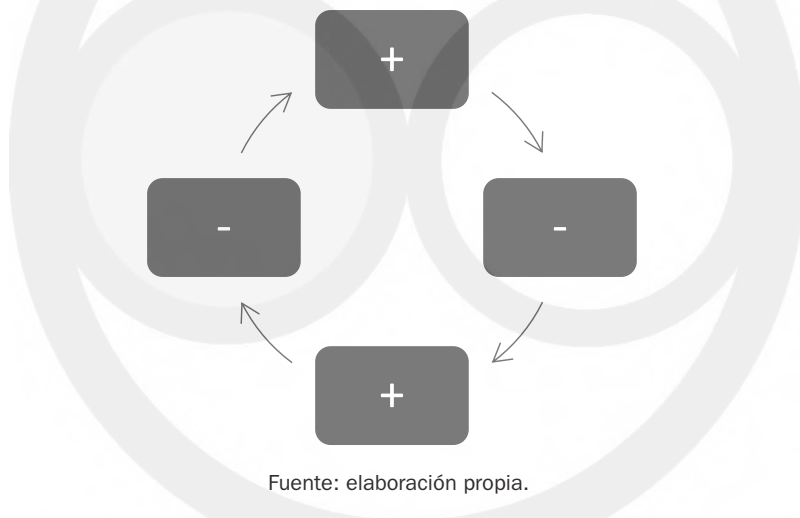 +
- -
+
Fuente: elaboración propia.